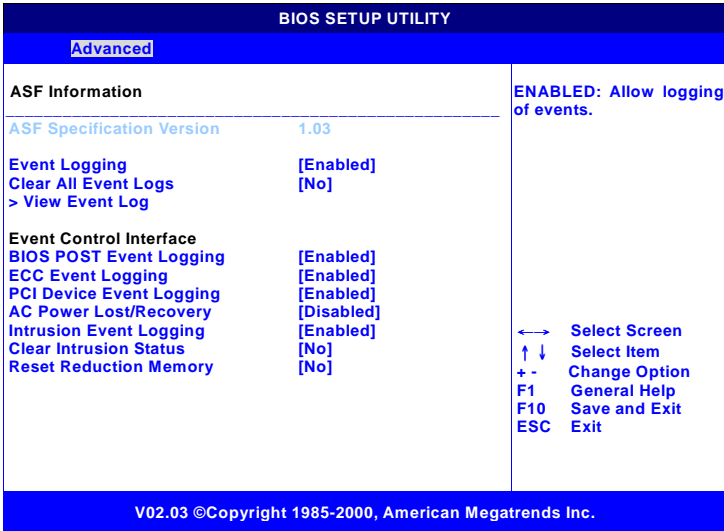 BIOS SETUP UTILITY
Advanced
ASF Information
ASF Specification Version 1.03
Event Logging [Enabled]
Clear All Event Logs [No]
> View Event Log
Event Control Interface
BIOS POST Event Logging [Enabled]
ECC Event Logging [Enabled]
PCI Device Event Logging [Enabled]
AC Power Lost/Recovery [Disabled]
Intrusion Event Logging [Enabled]
Clear Intrusion Status [No]
Reset Reduction Memory [No]
ENABLED: Allow logging
of events.
←→ Select Screen
↑ ↓ Select Item
+ - Change Option
F1 General Help
F10 Save and Exit
ESC Exit
V02.03 ©Copyright 1985-2000, American Megatrends Inc.